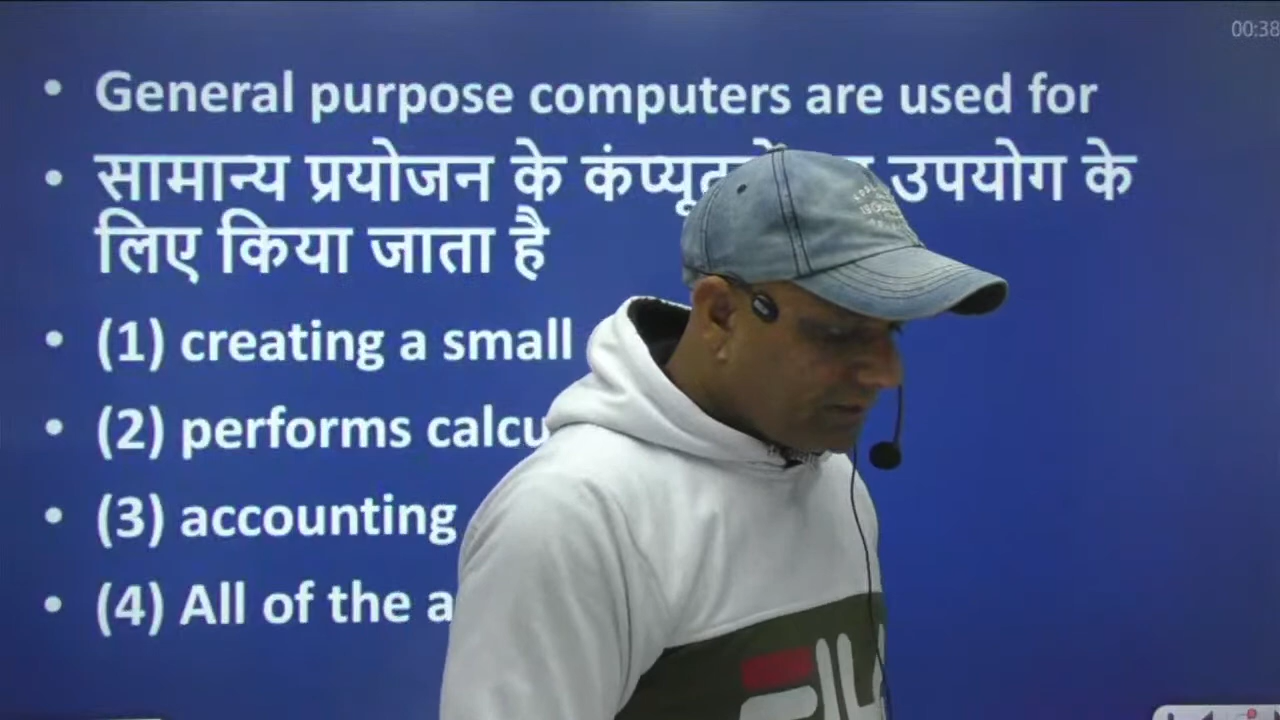 00:38
General purpose computers are used for
सामान्य प्रयोजन के उपयोग के
लिए किया जाता है
(1) creating a small
(2) performs
(3) accounting
(4) All of the